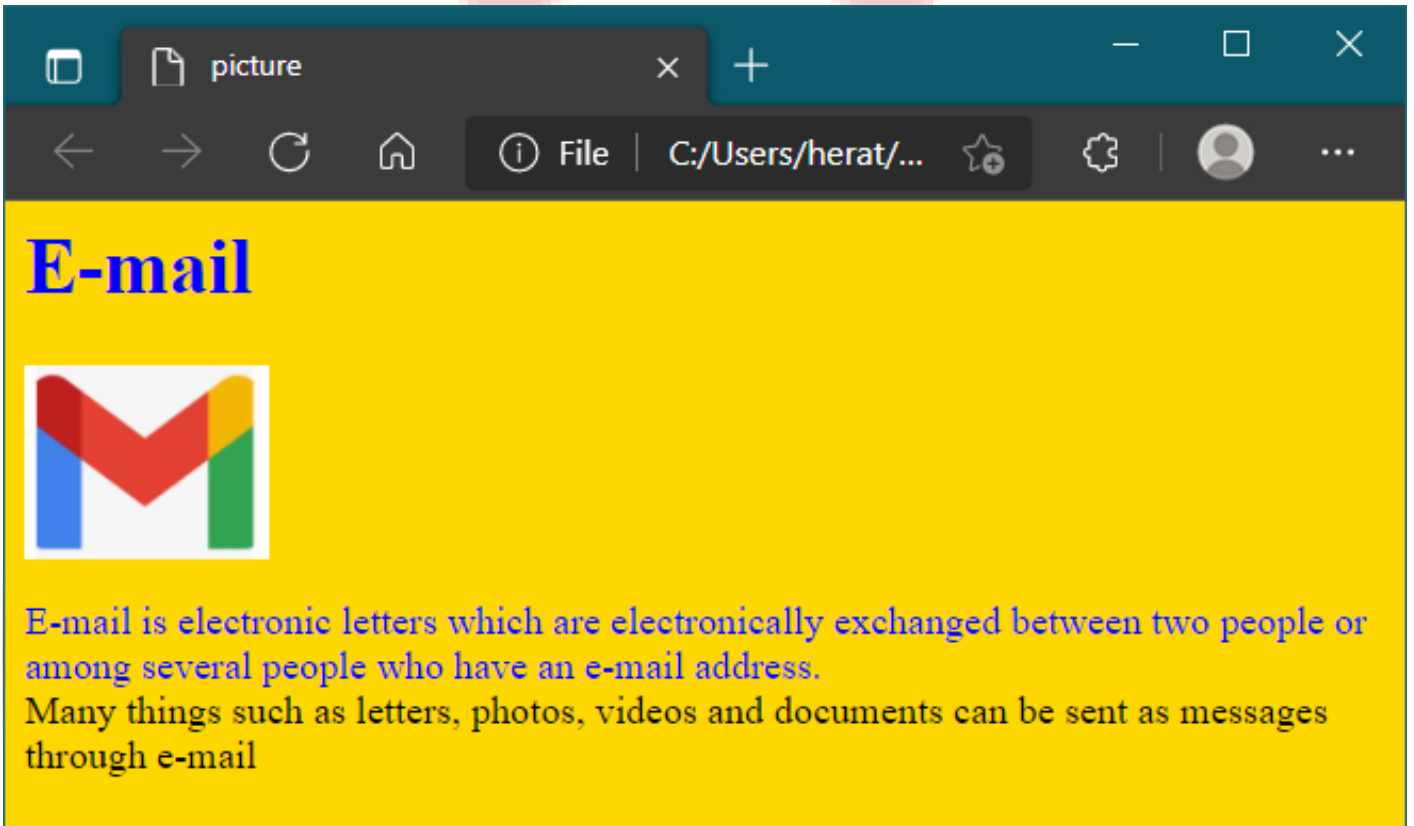 picture
File C:/Users/herat/...
E-mail
E-mail is electronic letters which are electronically exchanged between two people or
among several people who have an e-mail address.
Many things such as letters, photos, videos and documents can be sent as messages
through e-mail